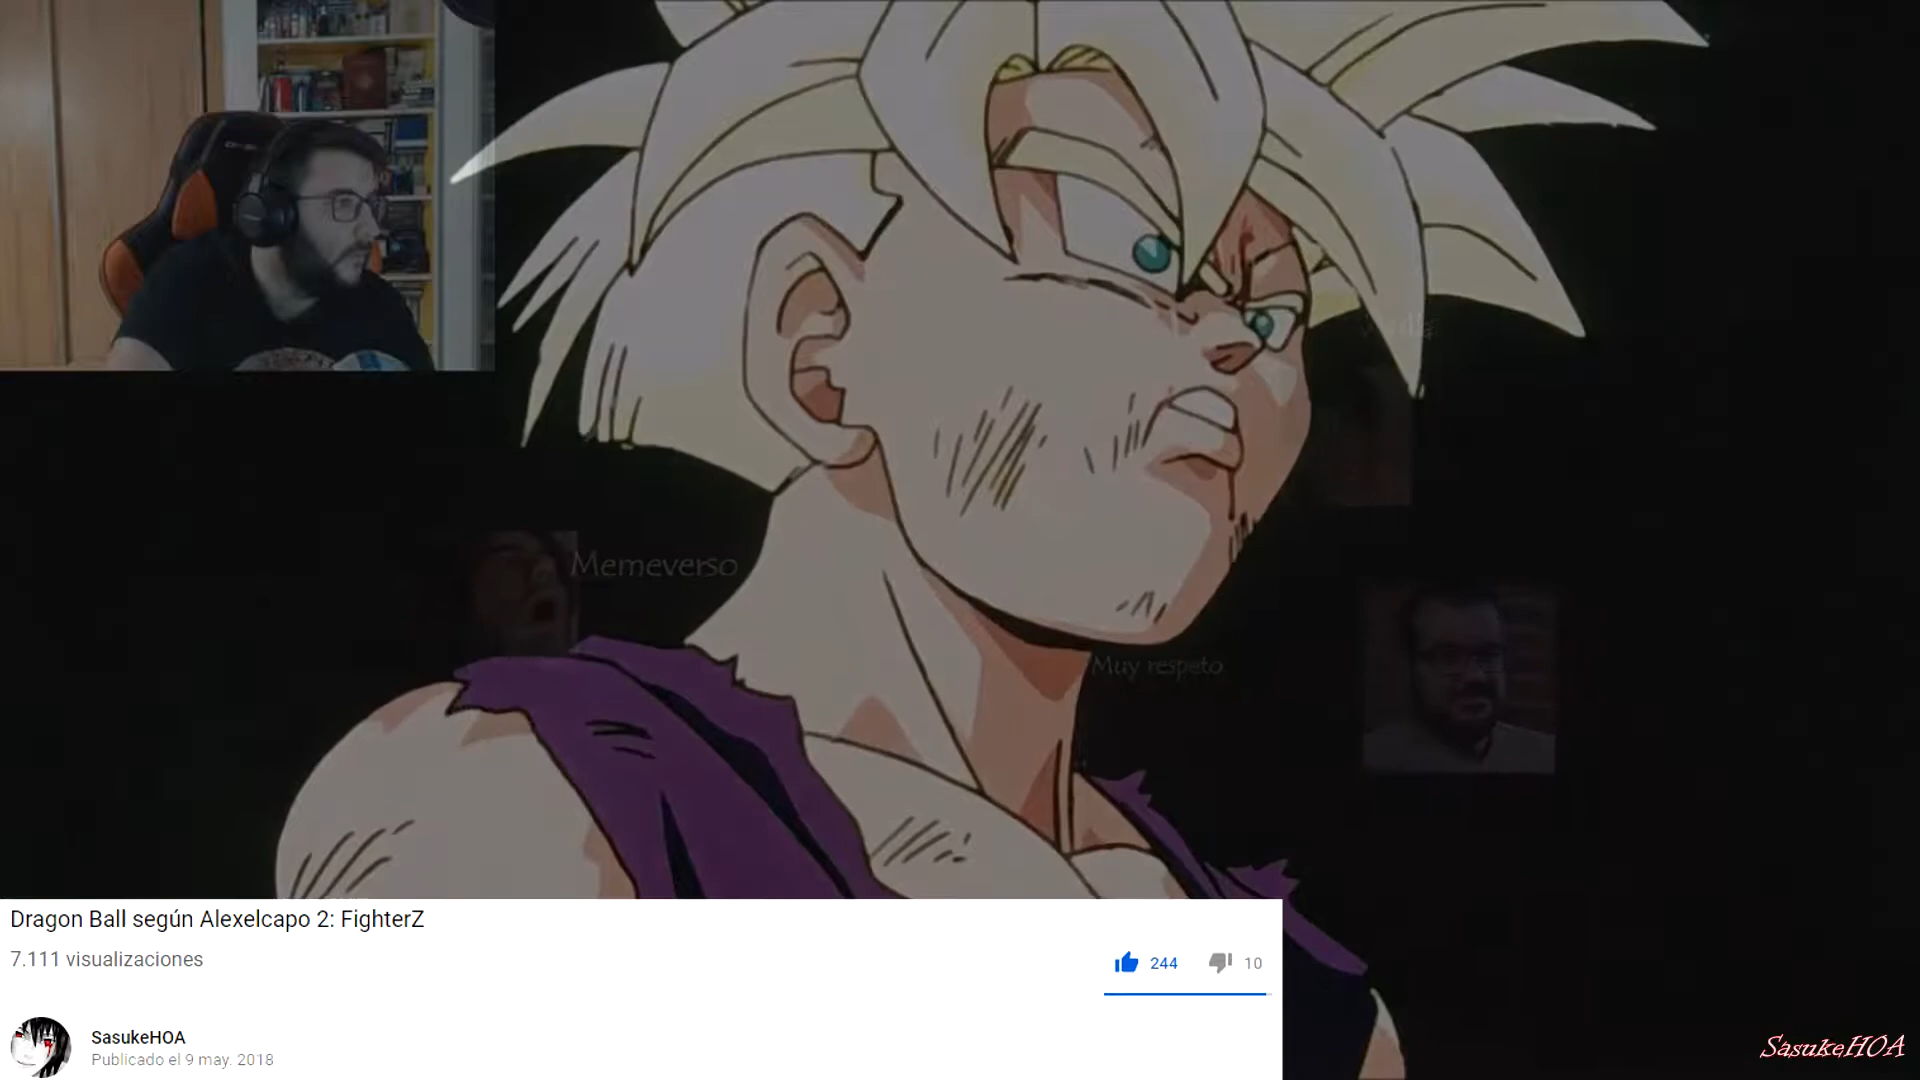 Memeverso
Muy respeto
Dragon Ball según Alexelcapo 2: FighterZ
7.111 visualizaciones
244
10
SasukeHOA
Publicado el 9 may. 2018
SasukeHOA